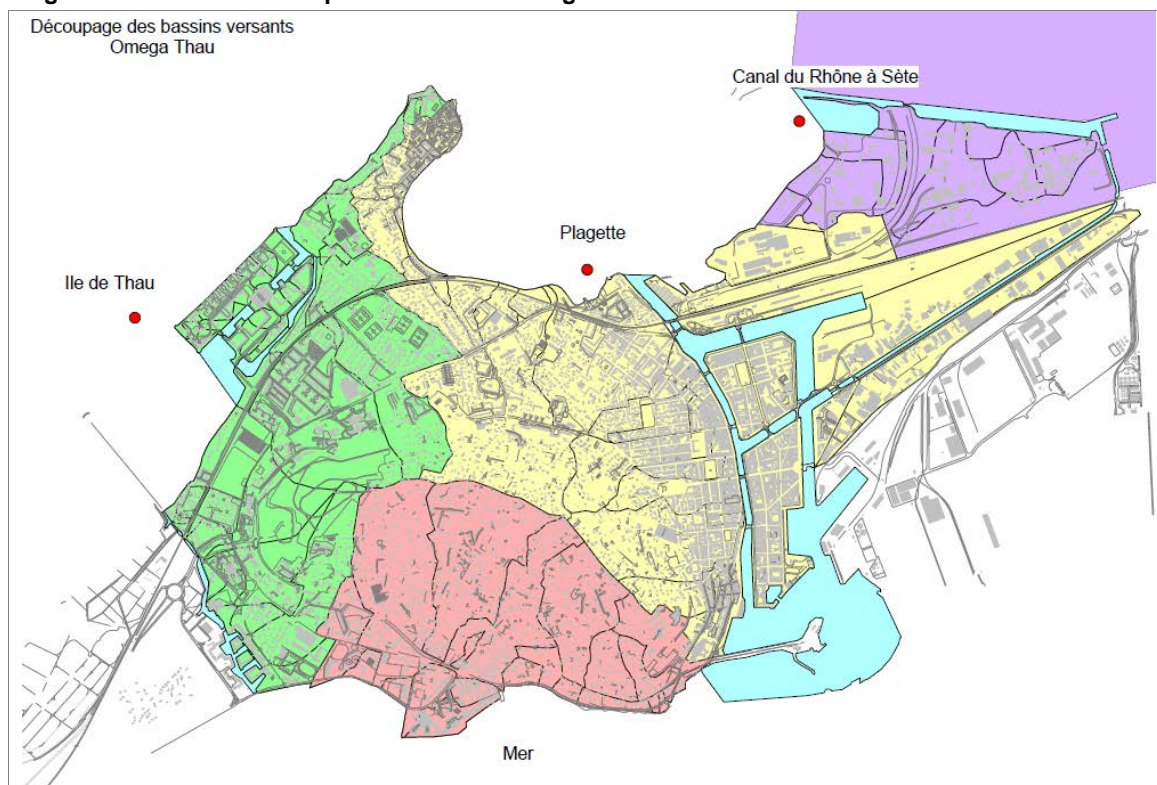 Découpage des bassins versants
Omega Thau
Canal du Rhône à Sète
Plagette
Ile de Thau
Mer